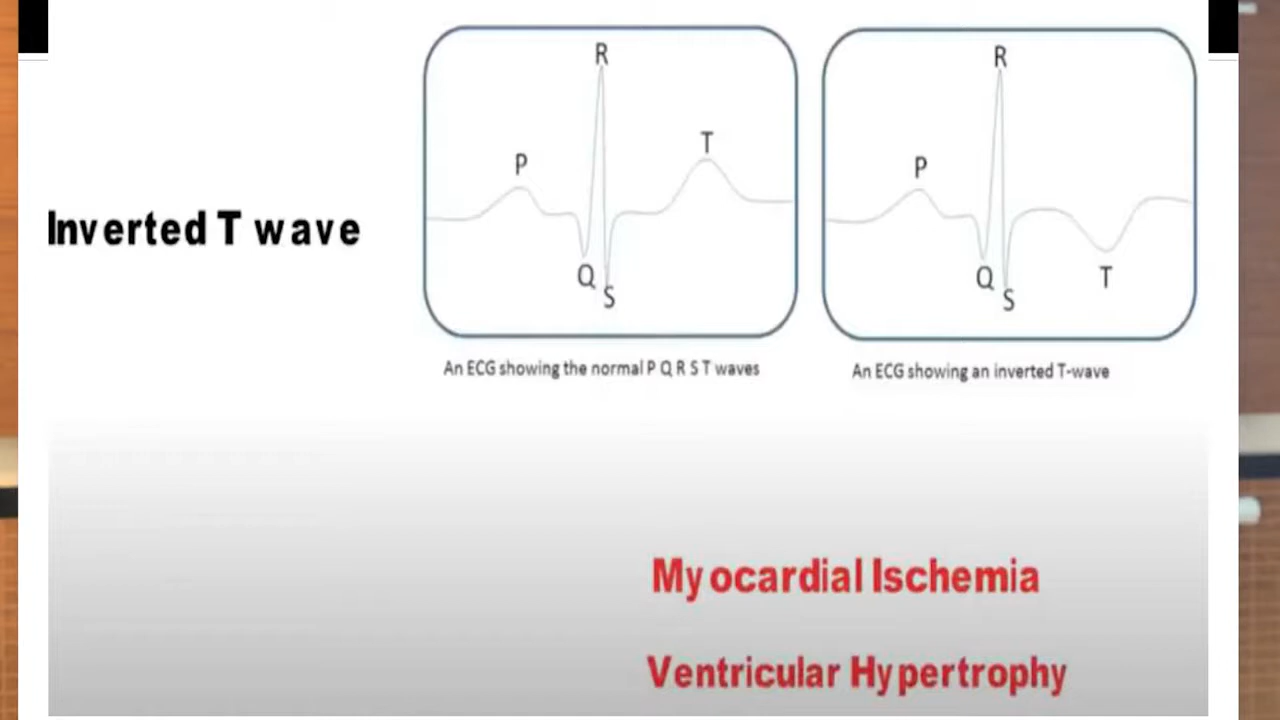 Inverted T wave
R
P
T
Q
S
An ECG showing the normal P Q R S T waves
R
P
Q
S
T
An ECG showing an inverted T-wave
Myocardial Ischemia
Ventricular Hypertrophy